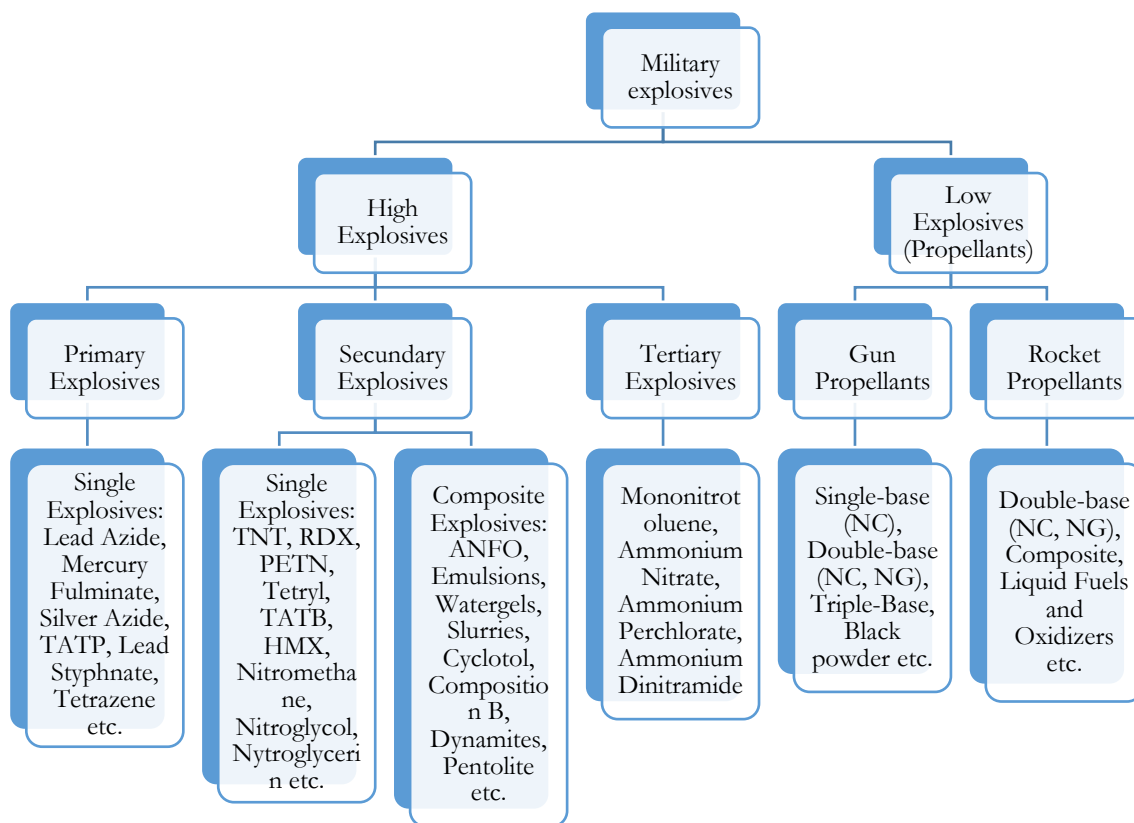 Military
explosives
High
Explosives
Low
Explosives
(Propellants)
Primary
Explosives
Secundary
Explosives
Tertiary
Explosives
Gun
Propellants
Rocket
Propellants
Single
Explosives:
Lead Azide,
Mercury
Fulminate,
Silver Azide,
TATP, Lead
Styphnate,
Tetrazene
etc.
Single
Explosives:
TNT, RDX,
PETN,
Tetryl,
TATB,
HMX,
Nitrometha
ne,
Nitroglycol,
Nytroglyceri
n etc.
Composite
Explosives:
ANFO,
Emulsions,
Watergels,
Slurries,
Cyclotol,
Compositio
n B,
Dynamites,
Pentolite etc.
Mononitrot
oluene,
Ammonium
Nitrate,
Ammonium
Perchlorate,
Ammonium
Dinitramide
Single-base
(NC),
Double-base
(NC, NG),
Triple-Base,
Black
powder etc.
Double-base
(NC, NG),
Composite,
Liquid Fuels
and
Oxidizers
etc.